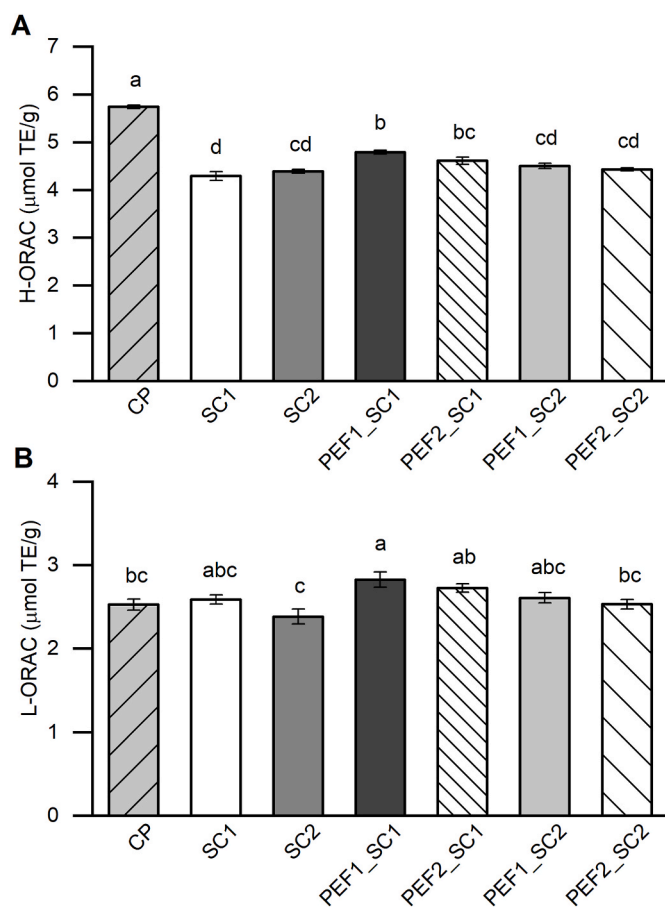 A
H-ORAC (μmol TE/g)
7
6
5
4
3
2
1
0
a
d
cd
b
bc
cd
cd
CP
SC1
SC2
PEF1_SC1
PEF2_SC1
PEF1_SC2
PEF2_SC2
B
L-ORAC (μmol TE/g)
4
3
2
1
0
bc
abc
c
a
ab
abc
bc
CP
SC1
SC2
PEF1_SC1
PEF2_SC1
PEF1_SC2
PEF2_SC2